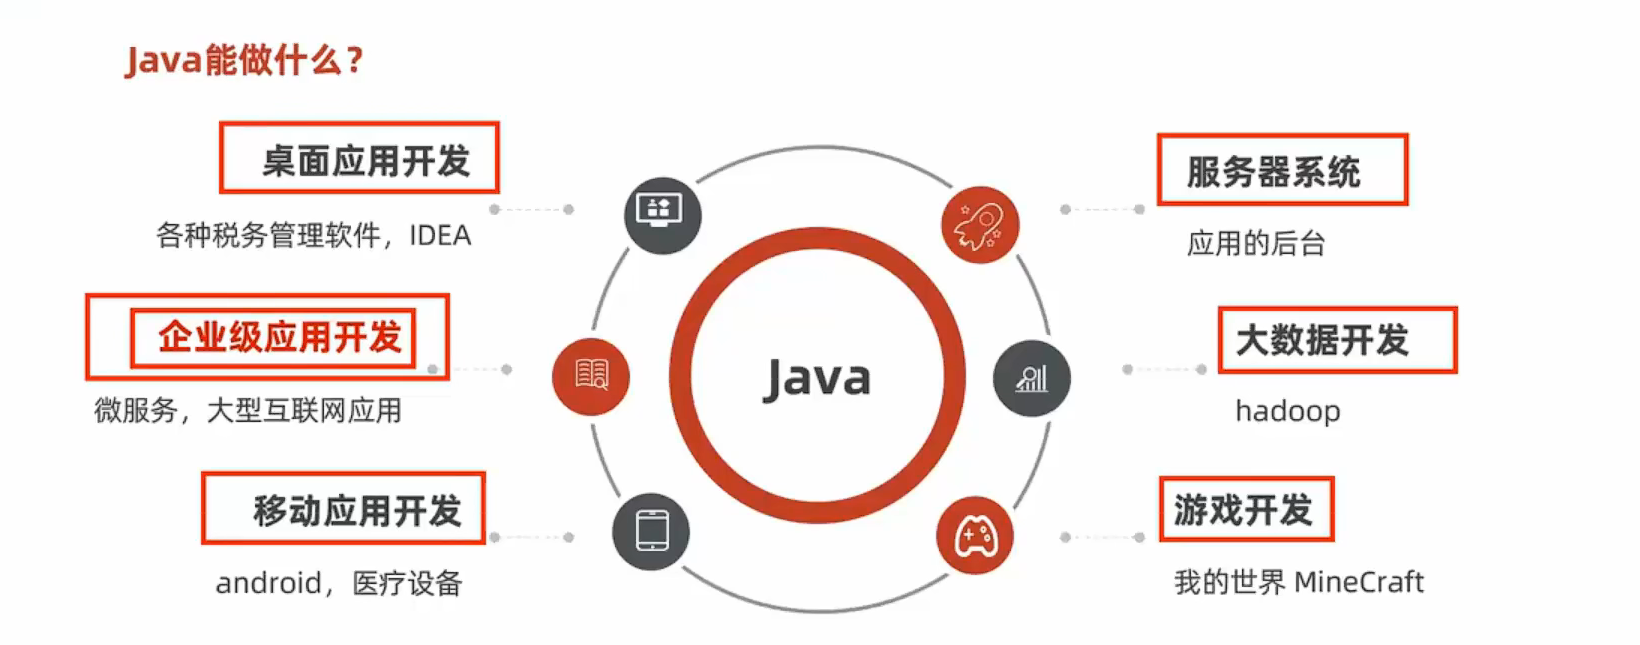 Java能做什么？
桌面应用开发
各种税务管理软件，IDEA
企业级应用开发
微服务，大型互联网应用
移动应用开发
android，医疗设备
Java
服务器系统
应用的后台
大数据开发
hadoop
游戏开发
我的世界 MineCraft